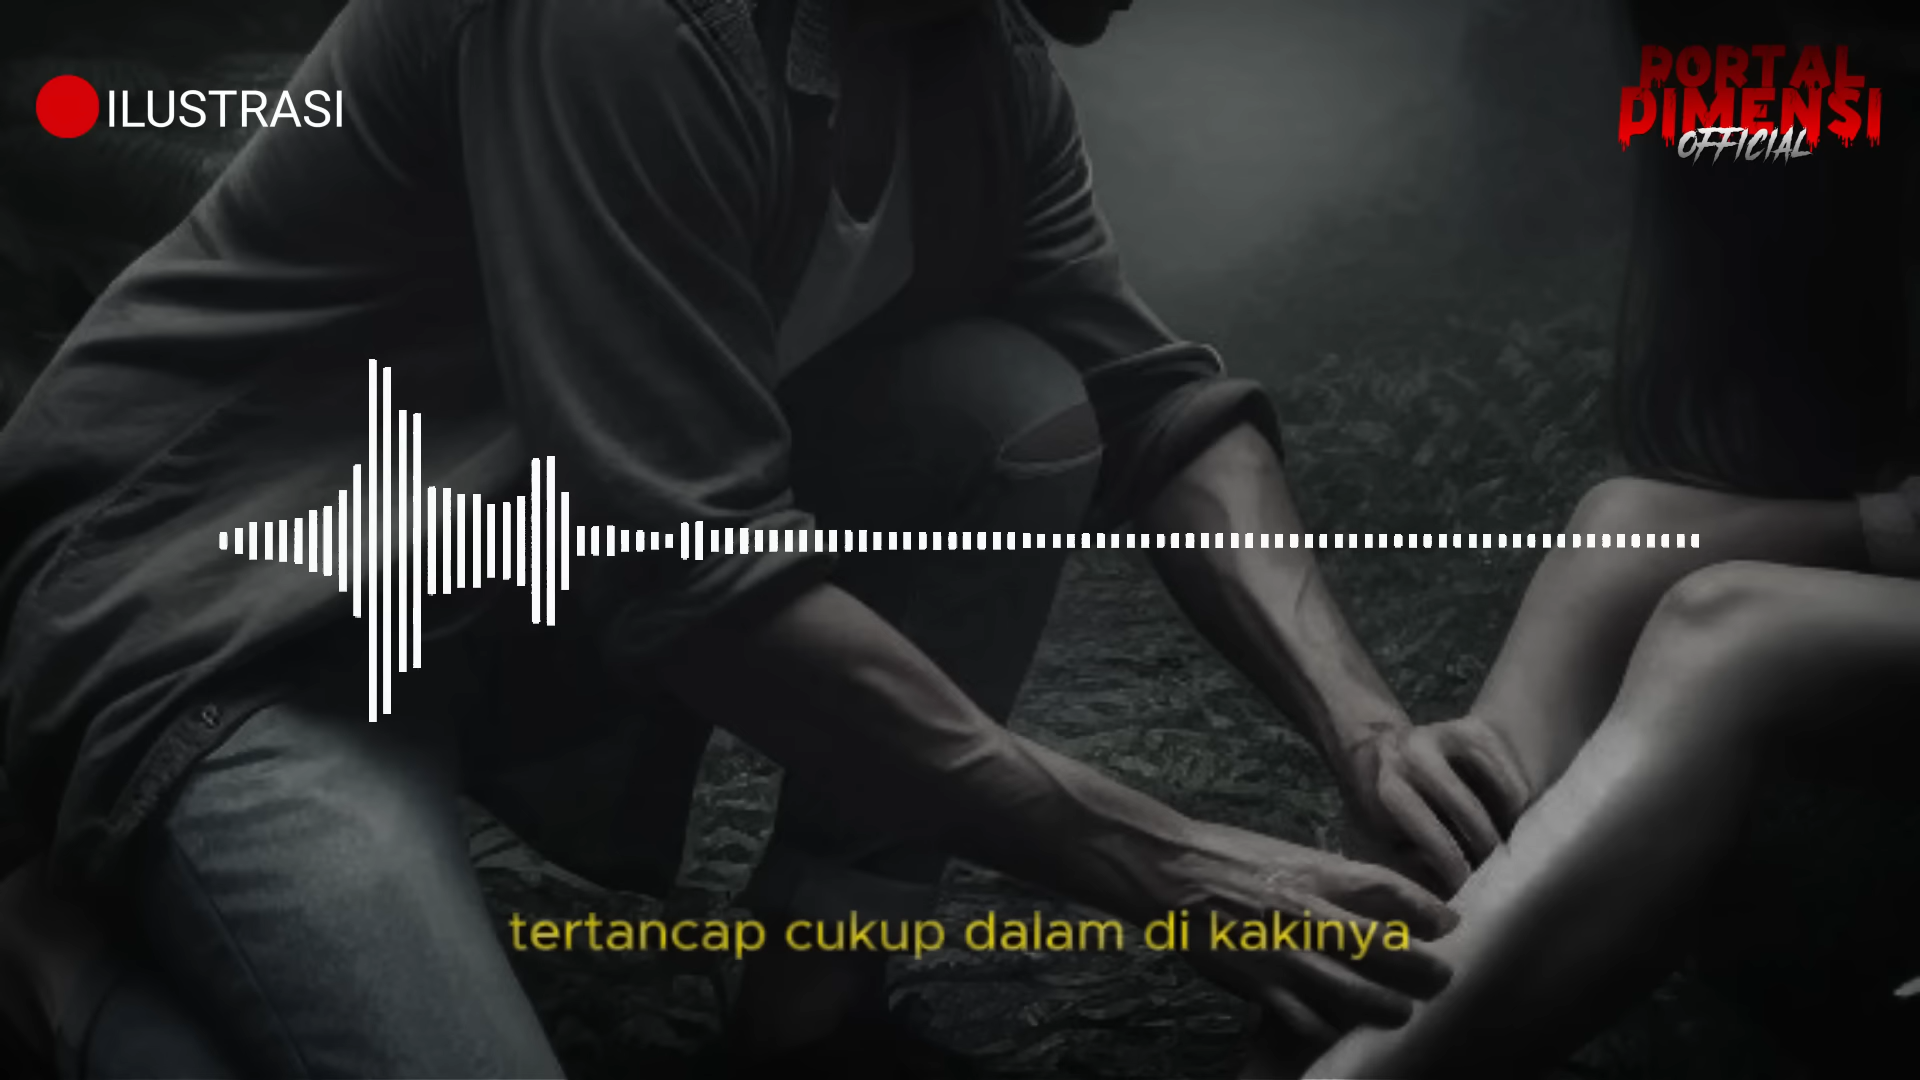 ILUSTRASI
PORTAL
DIMENSI
OFFICIAL
tertancap cukup dalam di kakinya